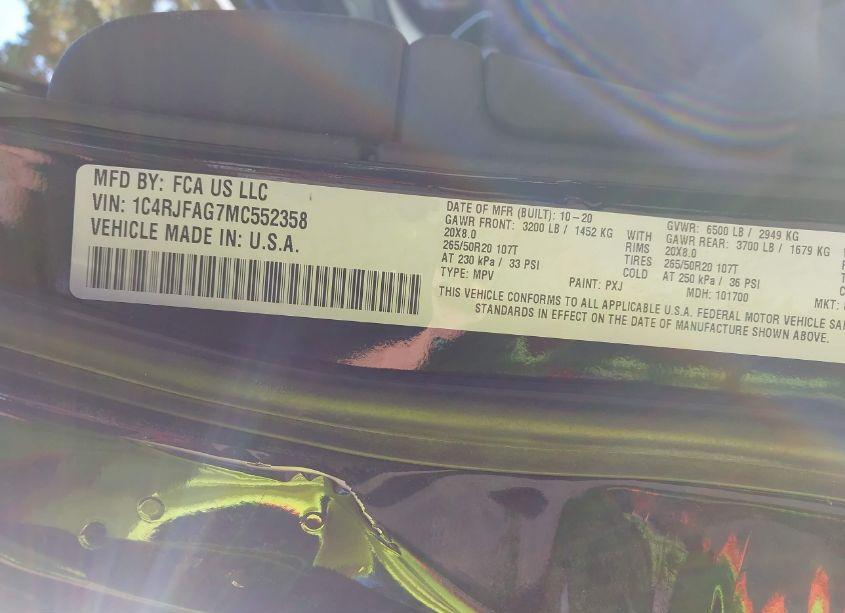 MFD BY: FCA US LLC
VIN: 1C4RJFAG7MC552358
VEHICLE MADE IN: U.S.A.
DATE OF MFR (BUILT): 10-20
GVWR: 6500 LB / 2949 KG
GAWR FRONT: 3200 LB / 1452 KG
WITH
GAWR REAR: 3700 LB / 1679 KG
20X8.0
RIMS
20X8.0
265/50R20 107T
TIRES
265/50R20 107T
AT 230 kPa / 33 PSI
COLD
AT 250 kPa / 36 PSI
TYPE: MPV
PAINT: PXJ
MDH: 101700
MKT:
THIS VEHICLE CONFORMS TO ALL APPLICABLE U.S.A. FEDERAL MOTOR VEHICLE
STANDARDS IN EFFECT ON THE DATE OF MANUFACTURE SHOWN ABOVE.